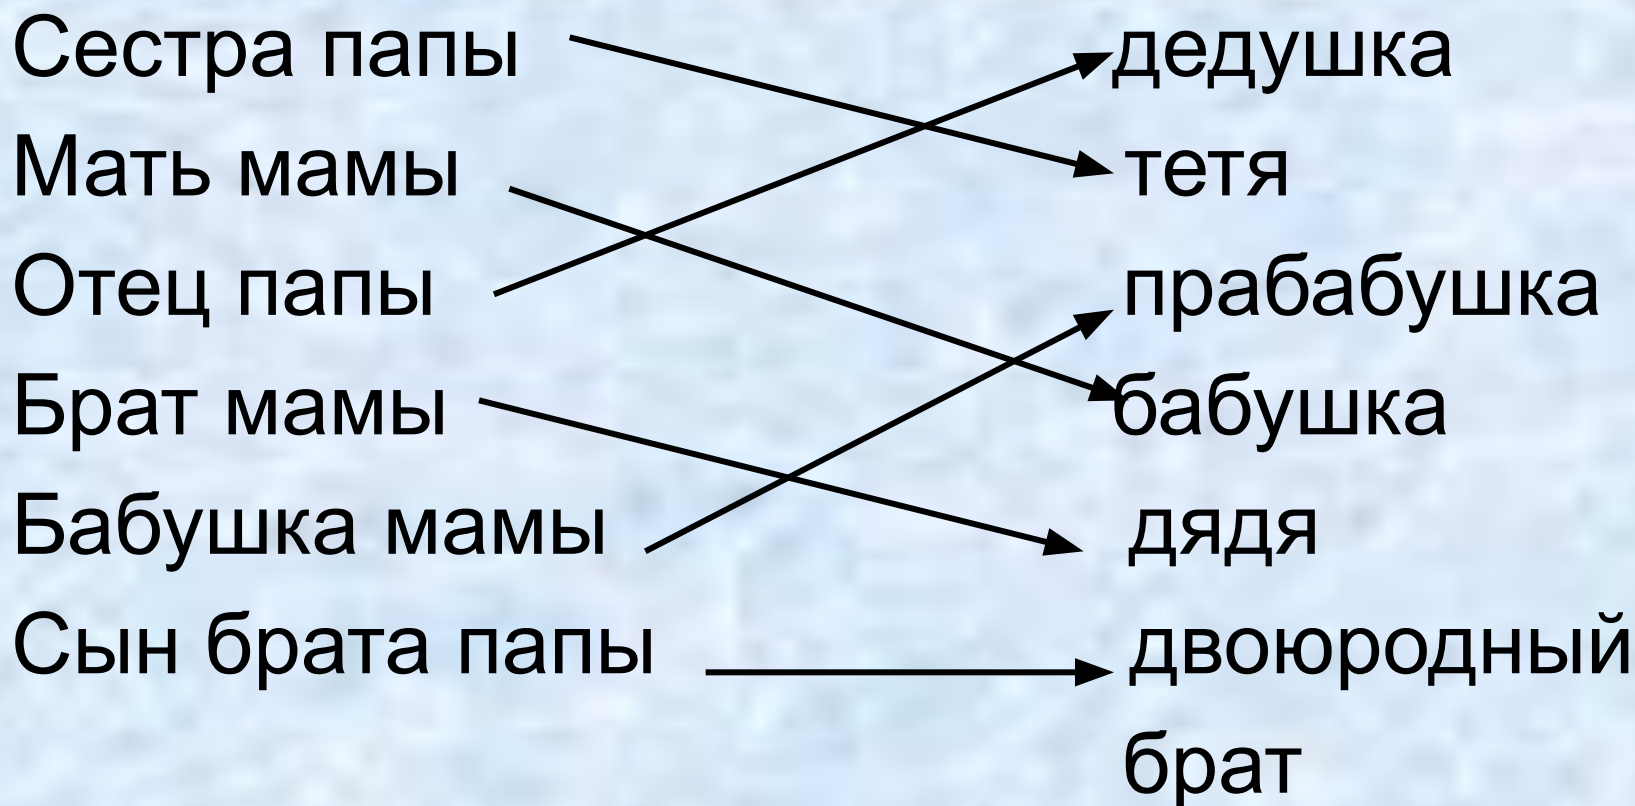 Сестра папы дедушка
Мать мамы тетя
Отец папы прабабушка
Брат мамы бабушка
Бабушка мамы дядя
Сын брата папы двоюродный
брат